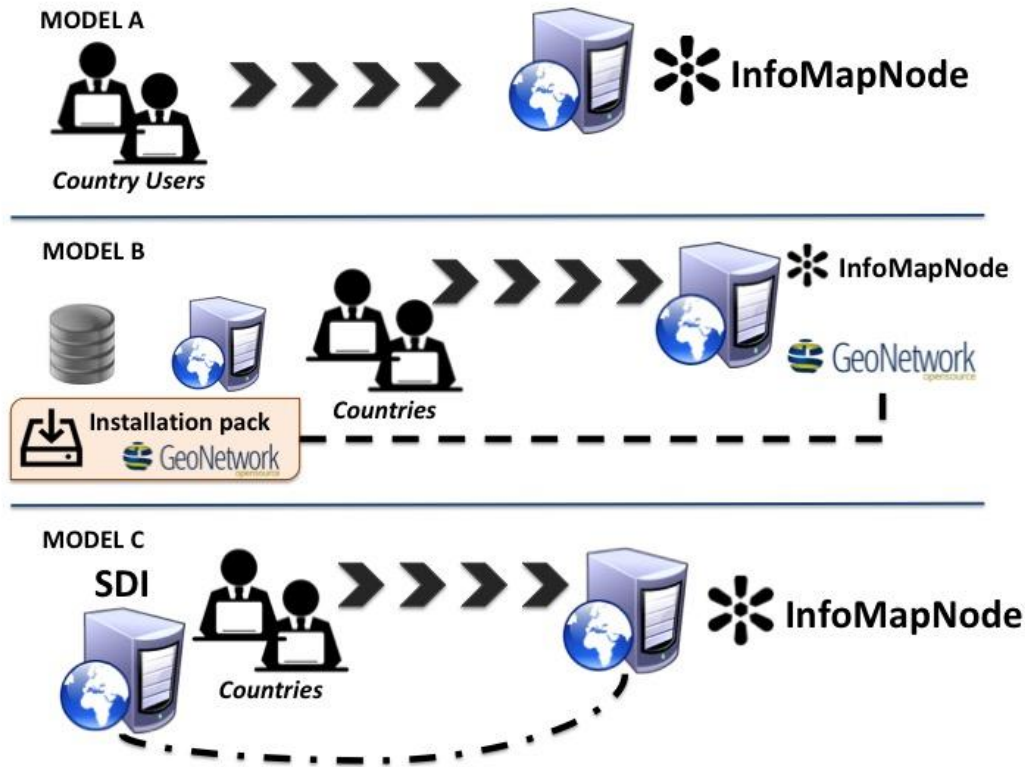 MODEL A
InfoMapNode
Country Users
MODEL B
InfoMapNode
GeoNetwork
opensource
Countries
Installation pack
GeoNetwork
opensource
MODEL C
SDI
InfoMapNode
Countries